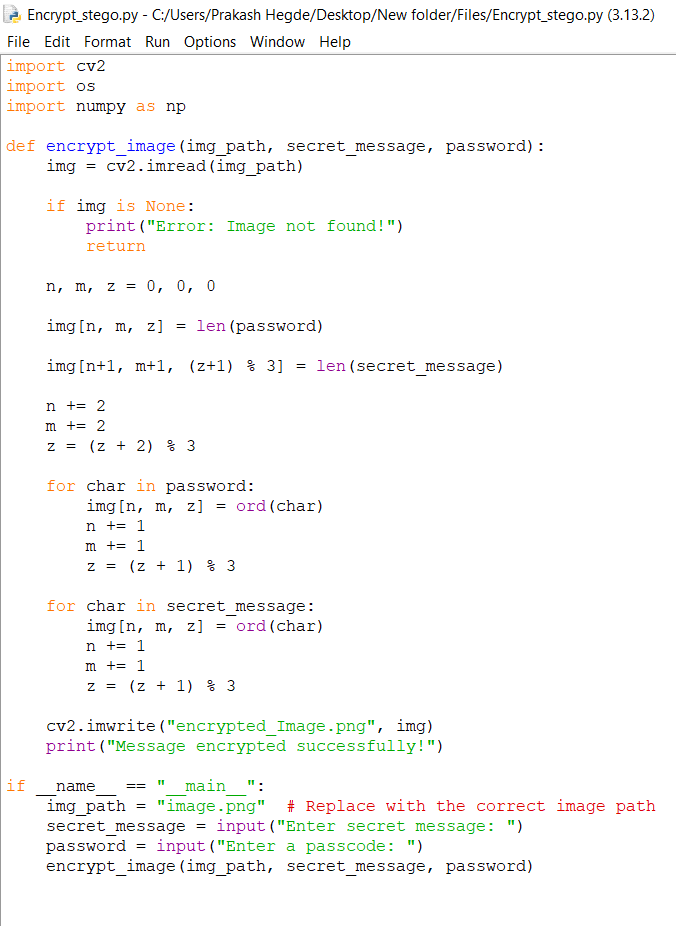 Encrypt_stego.py - C:/Users/Prakash Hegde/Desktop/New folder/Files/Encrypt_stego.py (3.13.2)
File Edit Format Run Options Window Help
import cv2
import os
import numpy as np

def encrypt_image(img_path, secret_message, password):
    img = cv2.imread(img_path)

    if img is None:
        print("Error: Image not found!")
        return

    n, m, z = 0, 0, 0

    img[n, m, z] = len(password)

    img[n+1, m+1, (z+1) % 3] = len(secret_message)

    n += 2
    m += 2
    z = (z + 2) % 3

    for char in password:
        img[n, m, z] = ord(char)
        n += 1
        m += 1
        z = (z + 1) % 3

    for char in secret_message:
        img[n, m, z] = ord(char)
        n += 1
        m += 1
        z = (z + 1) % 3

    cv2.imwrite("encrypted_Image.png", img)
    print("Message encrypted successfully!")

if __name__ == "__main__":
    img_path = "image.png"  # Replace with the correct image path
    secret_message = input("Enter secret message: ")
    password = input("Enter a passcode: ")
    encrypt_image(img_path, secret_message, password)